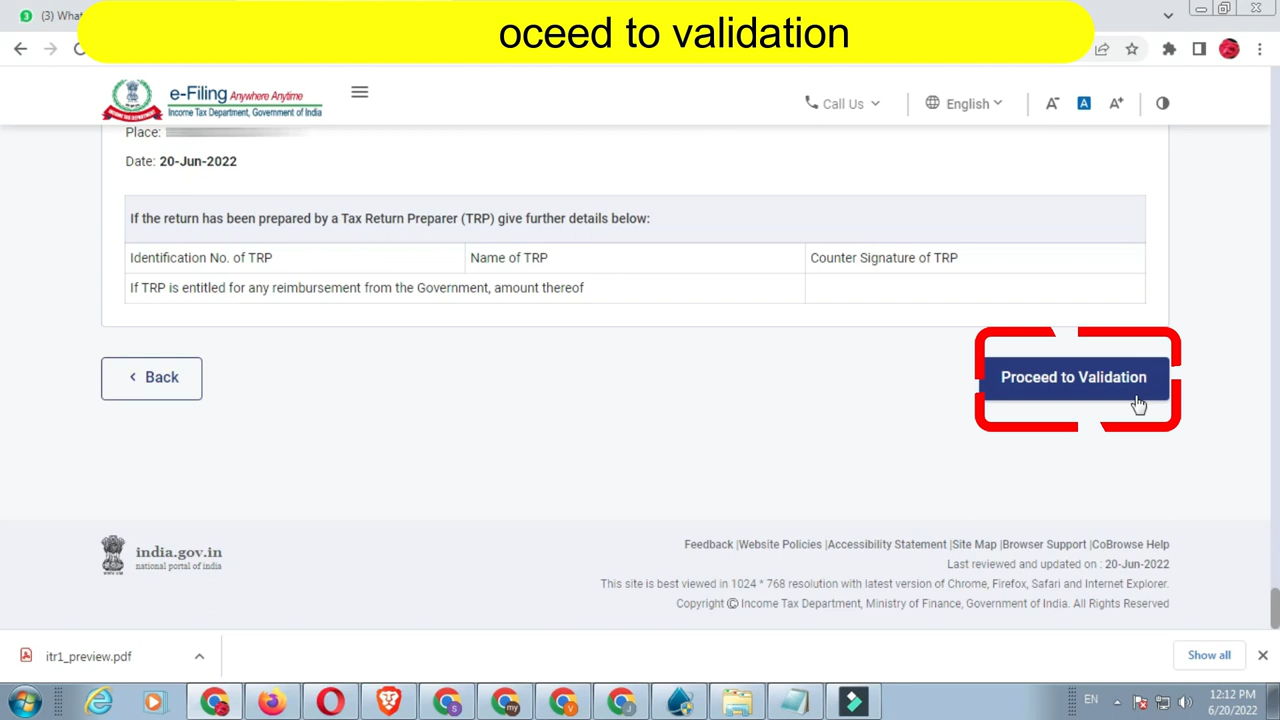 (3) What
oceed to validation
e-Filing Anywhere Anytime
Income Tax Department, Government of India
Call Us
English
A-
A
A+
Place:
Date: 20-Jun-2022
If the return has been prepared by a Tax Return Preparer (TRP) give further details below:
Identification No. of TRP Name of TRP Counter Signature of TRP
If TRP is entitled for any reimbursement from the Government, amount thereof
< Back
Proceed to Validation
india.gov.in
national portal of india
Feedback |Website Policies |Accessibility Statement |Site Map |Browser Support |CoBrowse Help
Last reviewed and updated on : 20-Jun-2022
This site is best viewed in 1024 * 768 resolution with latest version of Chrome, Firefox, Safari and Internet Explorer.
Copyright © Income Tax Department, Ministry of Finance, Government of India. All Rights Reserved
itr1_preview.pdf
Show all
EN
12:12 PM
6/20/2022